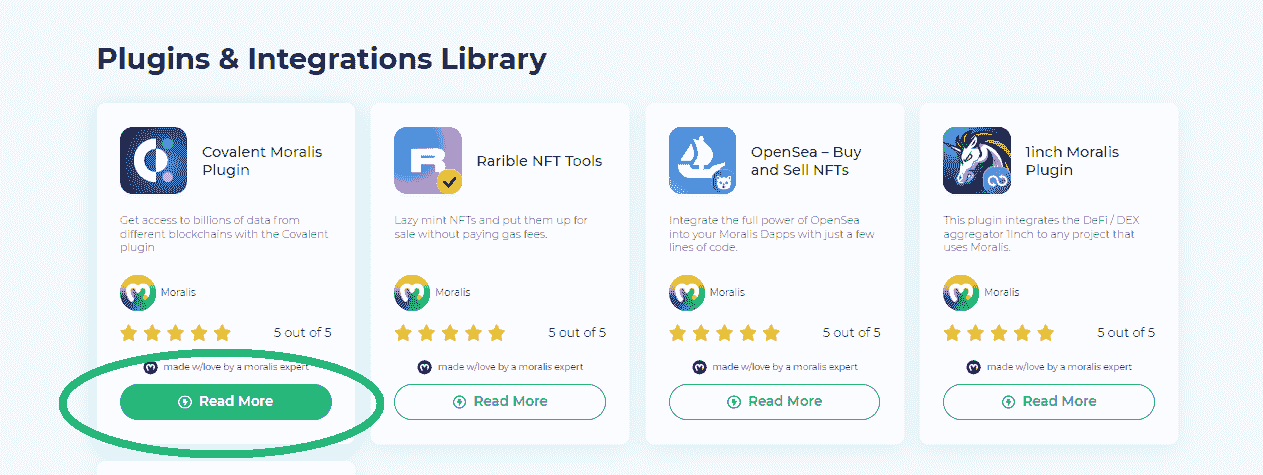 Plugins & Integrations Library
Covalent Moralis
Plugin
Get access to billions of data from
different blockchains with the Covalent
plugin
Moralis
5 out of 5
made w/love by a moralis expert
Read More
Rarible NFT Tools
Lazy mint NFTs and put them up for
sale without paying gas fees.
Moralis
5 out of 5
made w/love by a moralis expert
Read More
OpenSea – Buy
and Sell NFTs
Integrate the full power of OpenSea
into your Moralis Dapps with just a few
lines of code.
Moralis
5 out of 5
made w/love by a moralis expert
Read More
1inch Moralis
Plugin
This plugin integrates the DeFi / DEX
aggregator 1inch to any project that
uses Moralis.
Moralis
5 out of 5
made w/love by a moralis expert
Read More